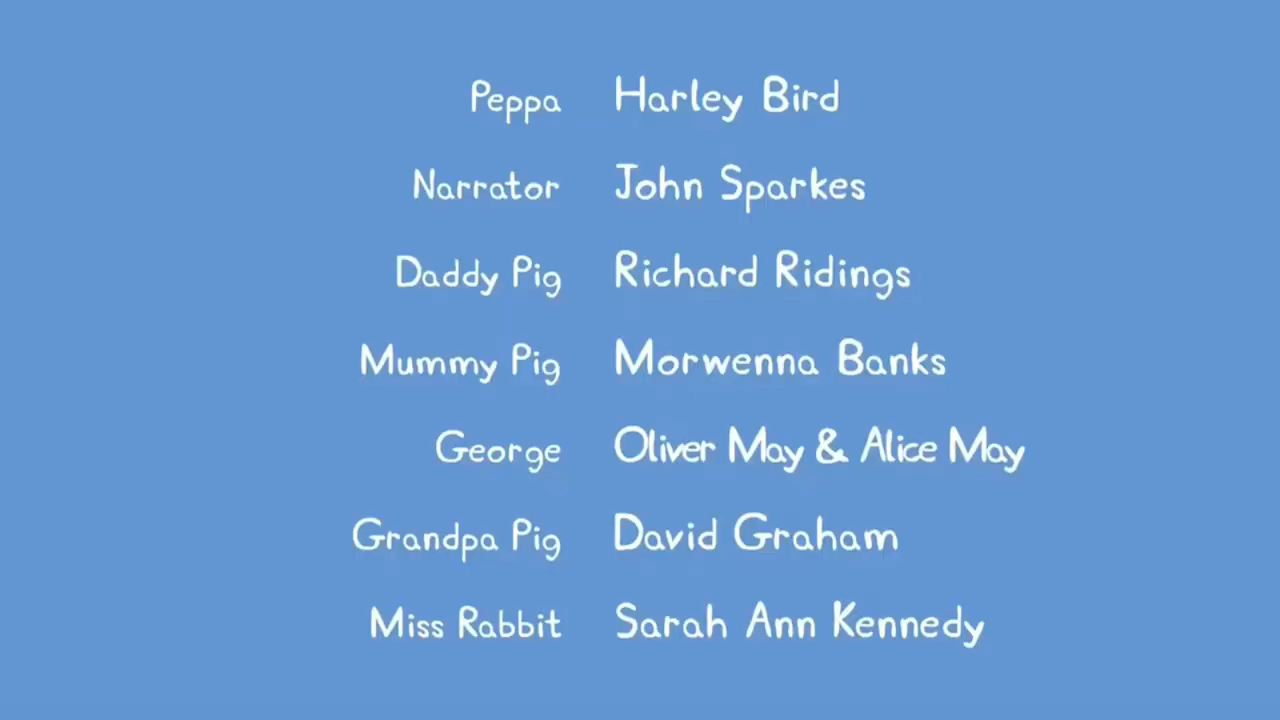 Peppa Harley Bird
Narrator John Sparkes
Daddy Pig Richard Ridings
Mummy Pig Morwenna Banks
George Oliver May & Alice May
Grandpa Pig David Graham
Miss Rabbit Sarah Ann Kennedy